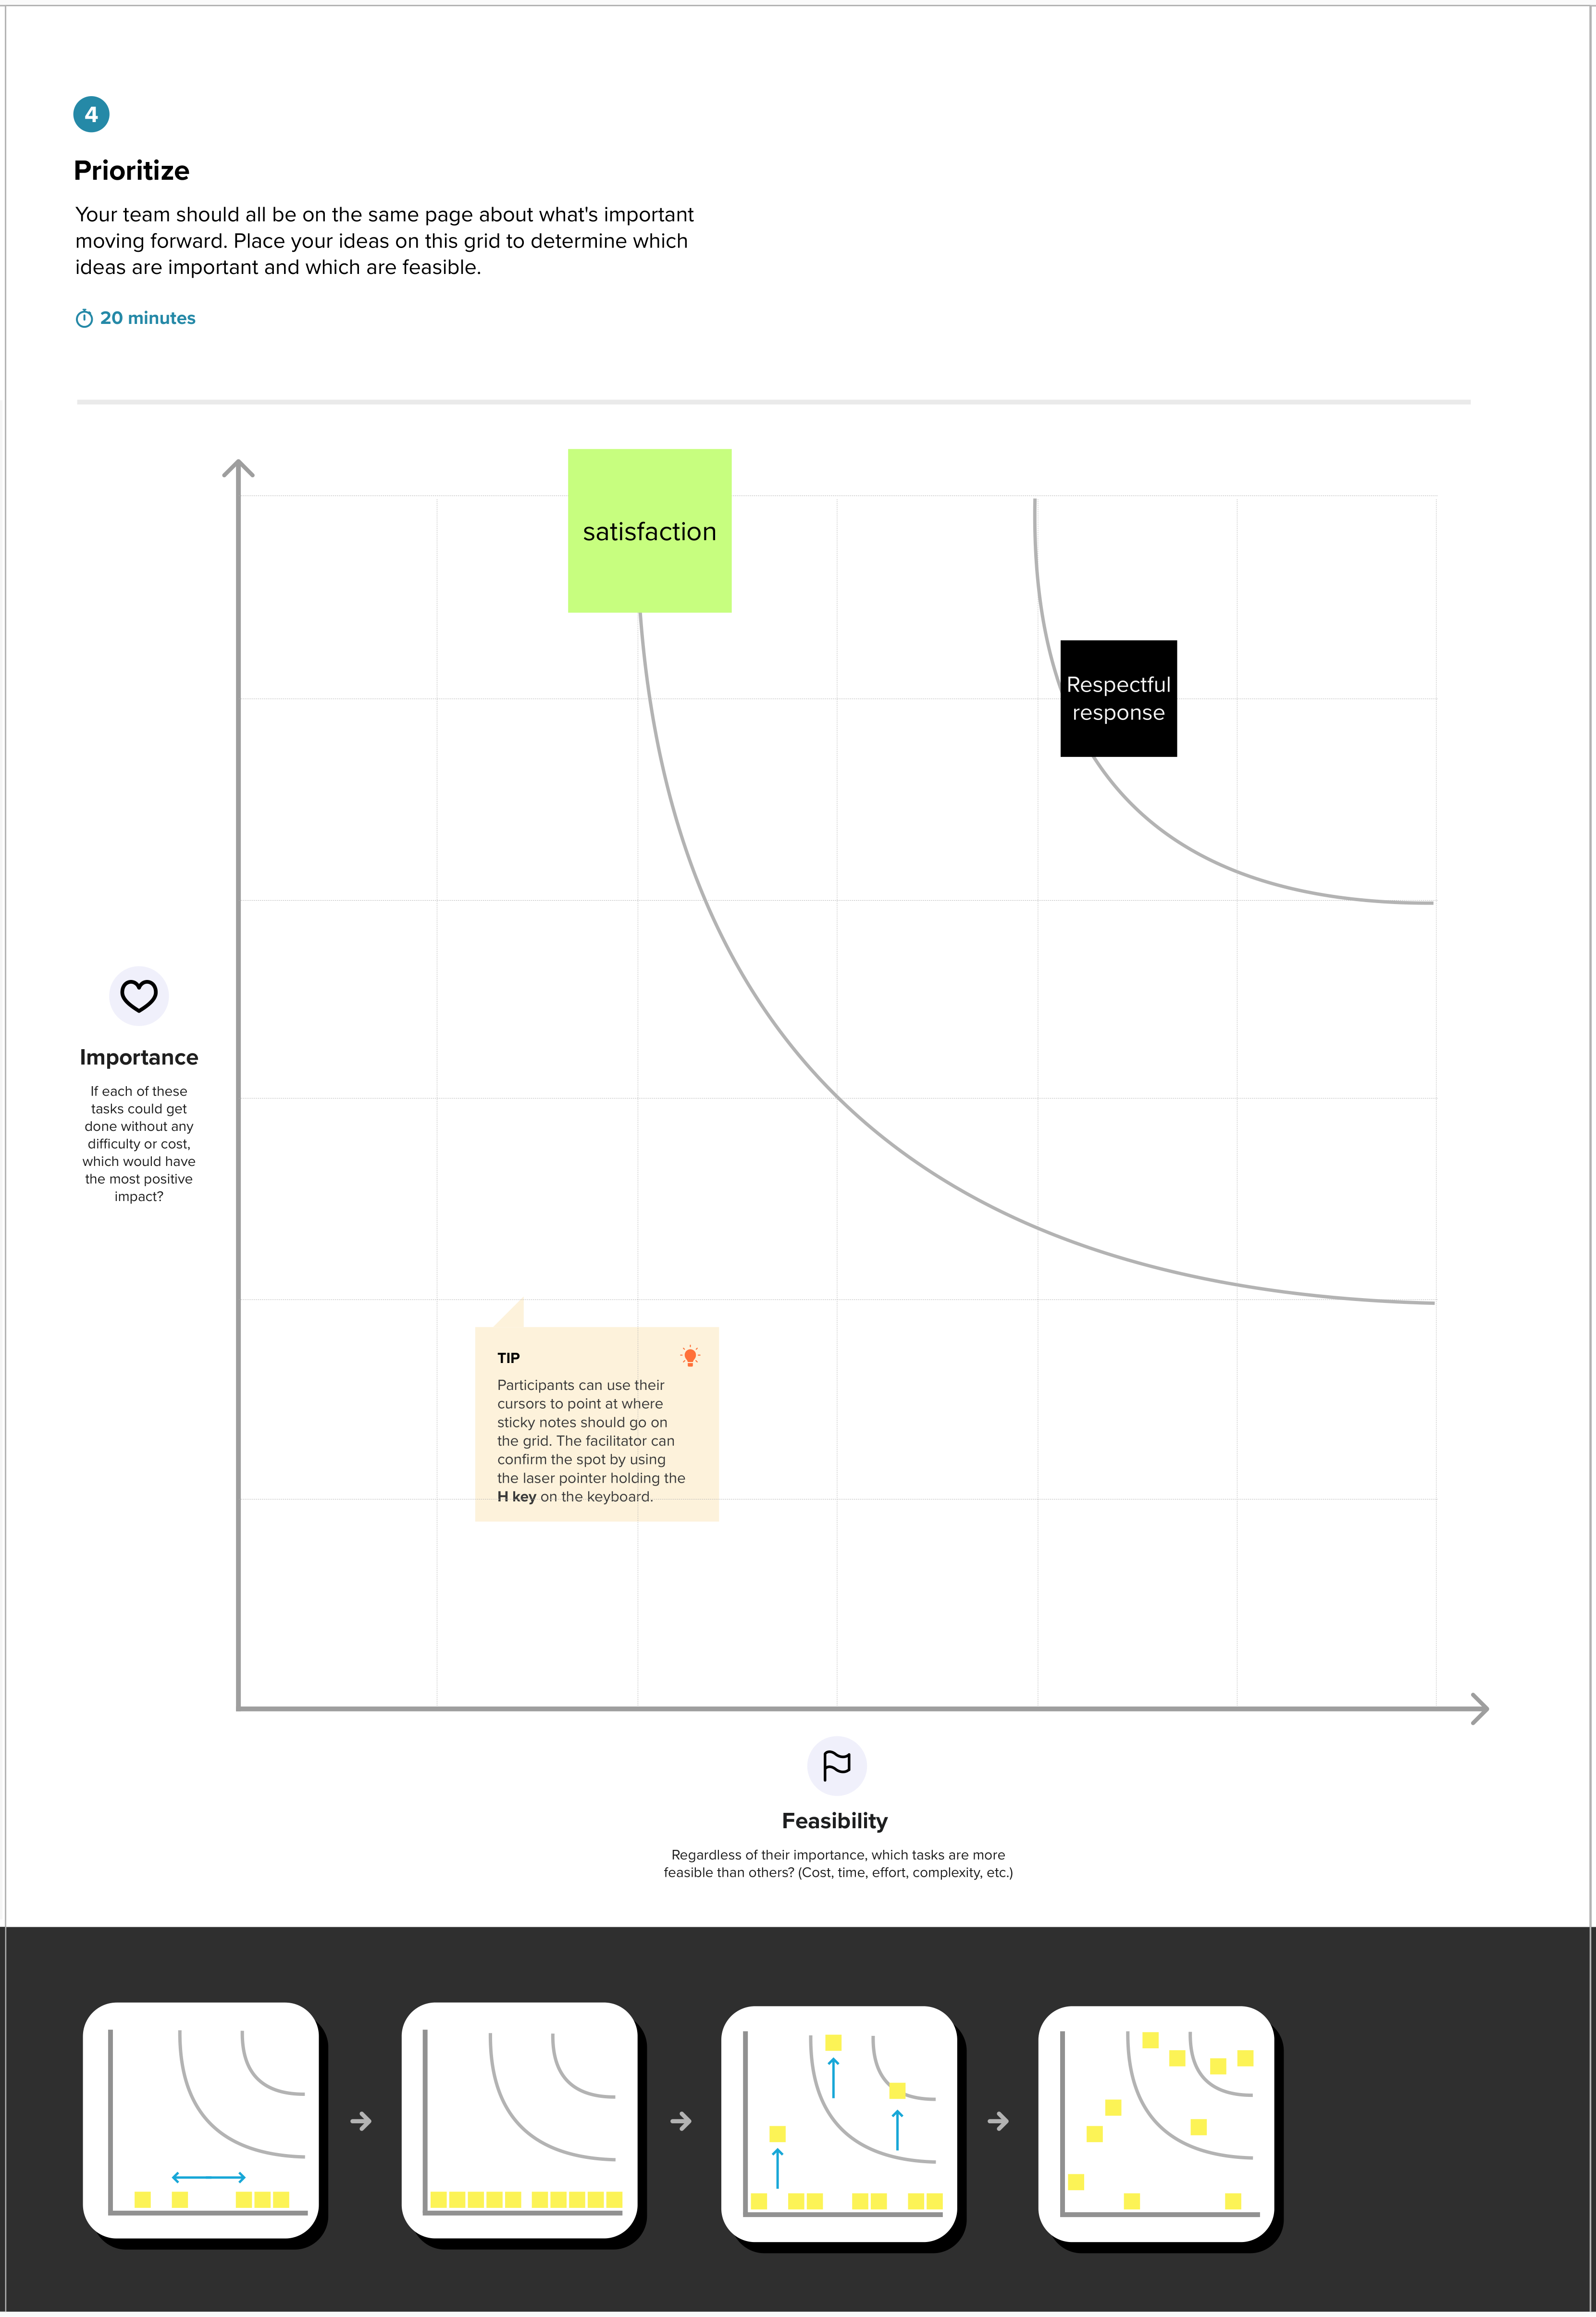 4
Prioritize
Your team should all be on the same page about what's important
moving forward. Place your ideas on this grid to determine which
ideas are important and which are feasible.
20 minutes
satisfaction
Respectful
response
Importance
If each of these
tasks could get
done without any
difficulty or cost,
which would have
the most positive
impact?
TIP
Participants can use their
cursors to point at where
sticky notes should go on
the grid. The facilitator can
confirm the spot by using
the laser pointer holding the
H key on the keyboard.
Feasibility
Regardless of their importance, which tasks are more
feasible than others? (Cost, time, effort, complexity, etc.)